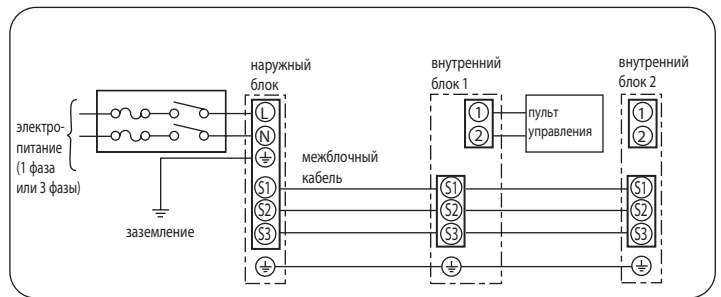 наружный
блок
внутренний
блок 1
внутренний
блок 2
электро-
питание
(1 фаза
или 3 фазы)
L
N
1
2
пульт
управления
1
2
межблочный
кабель
S1
S2
S3
S1
S2
S3
S1
S2
S3
заземление